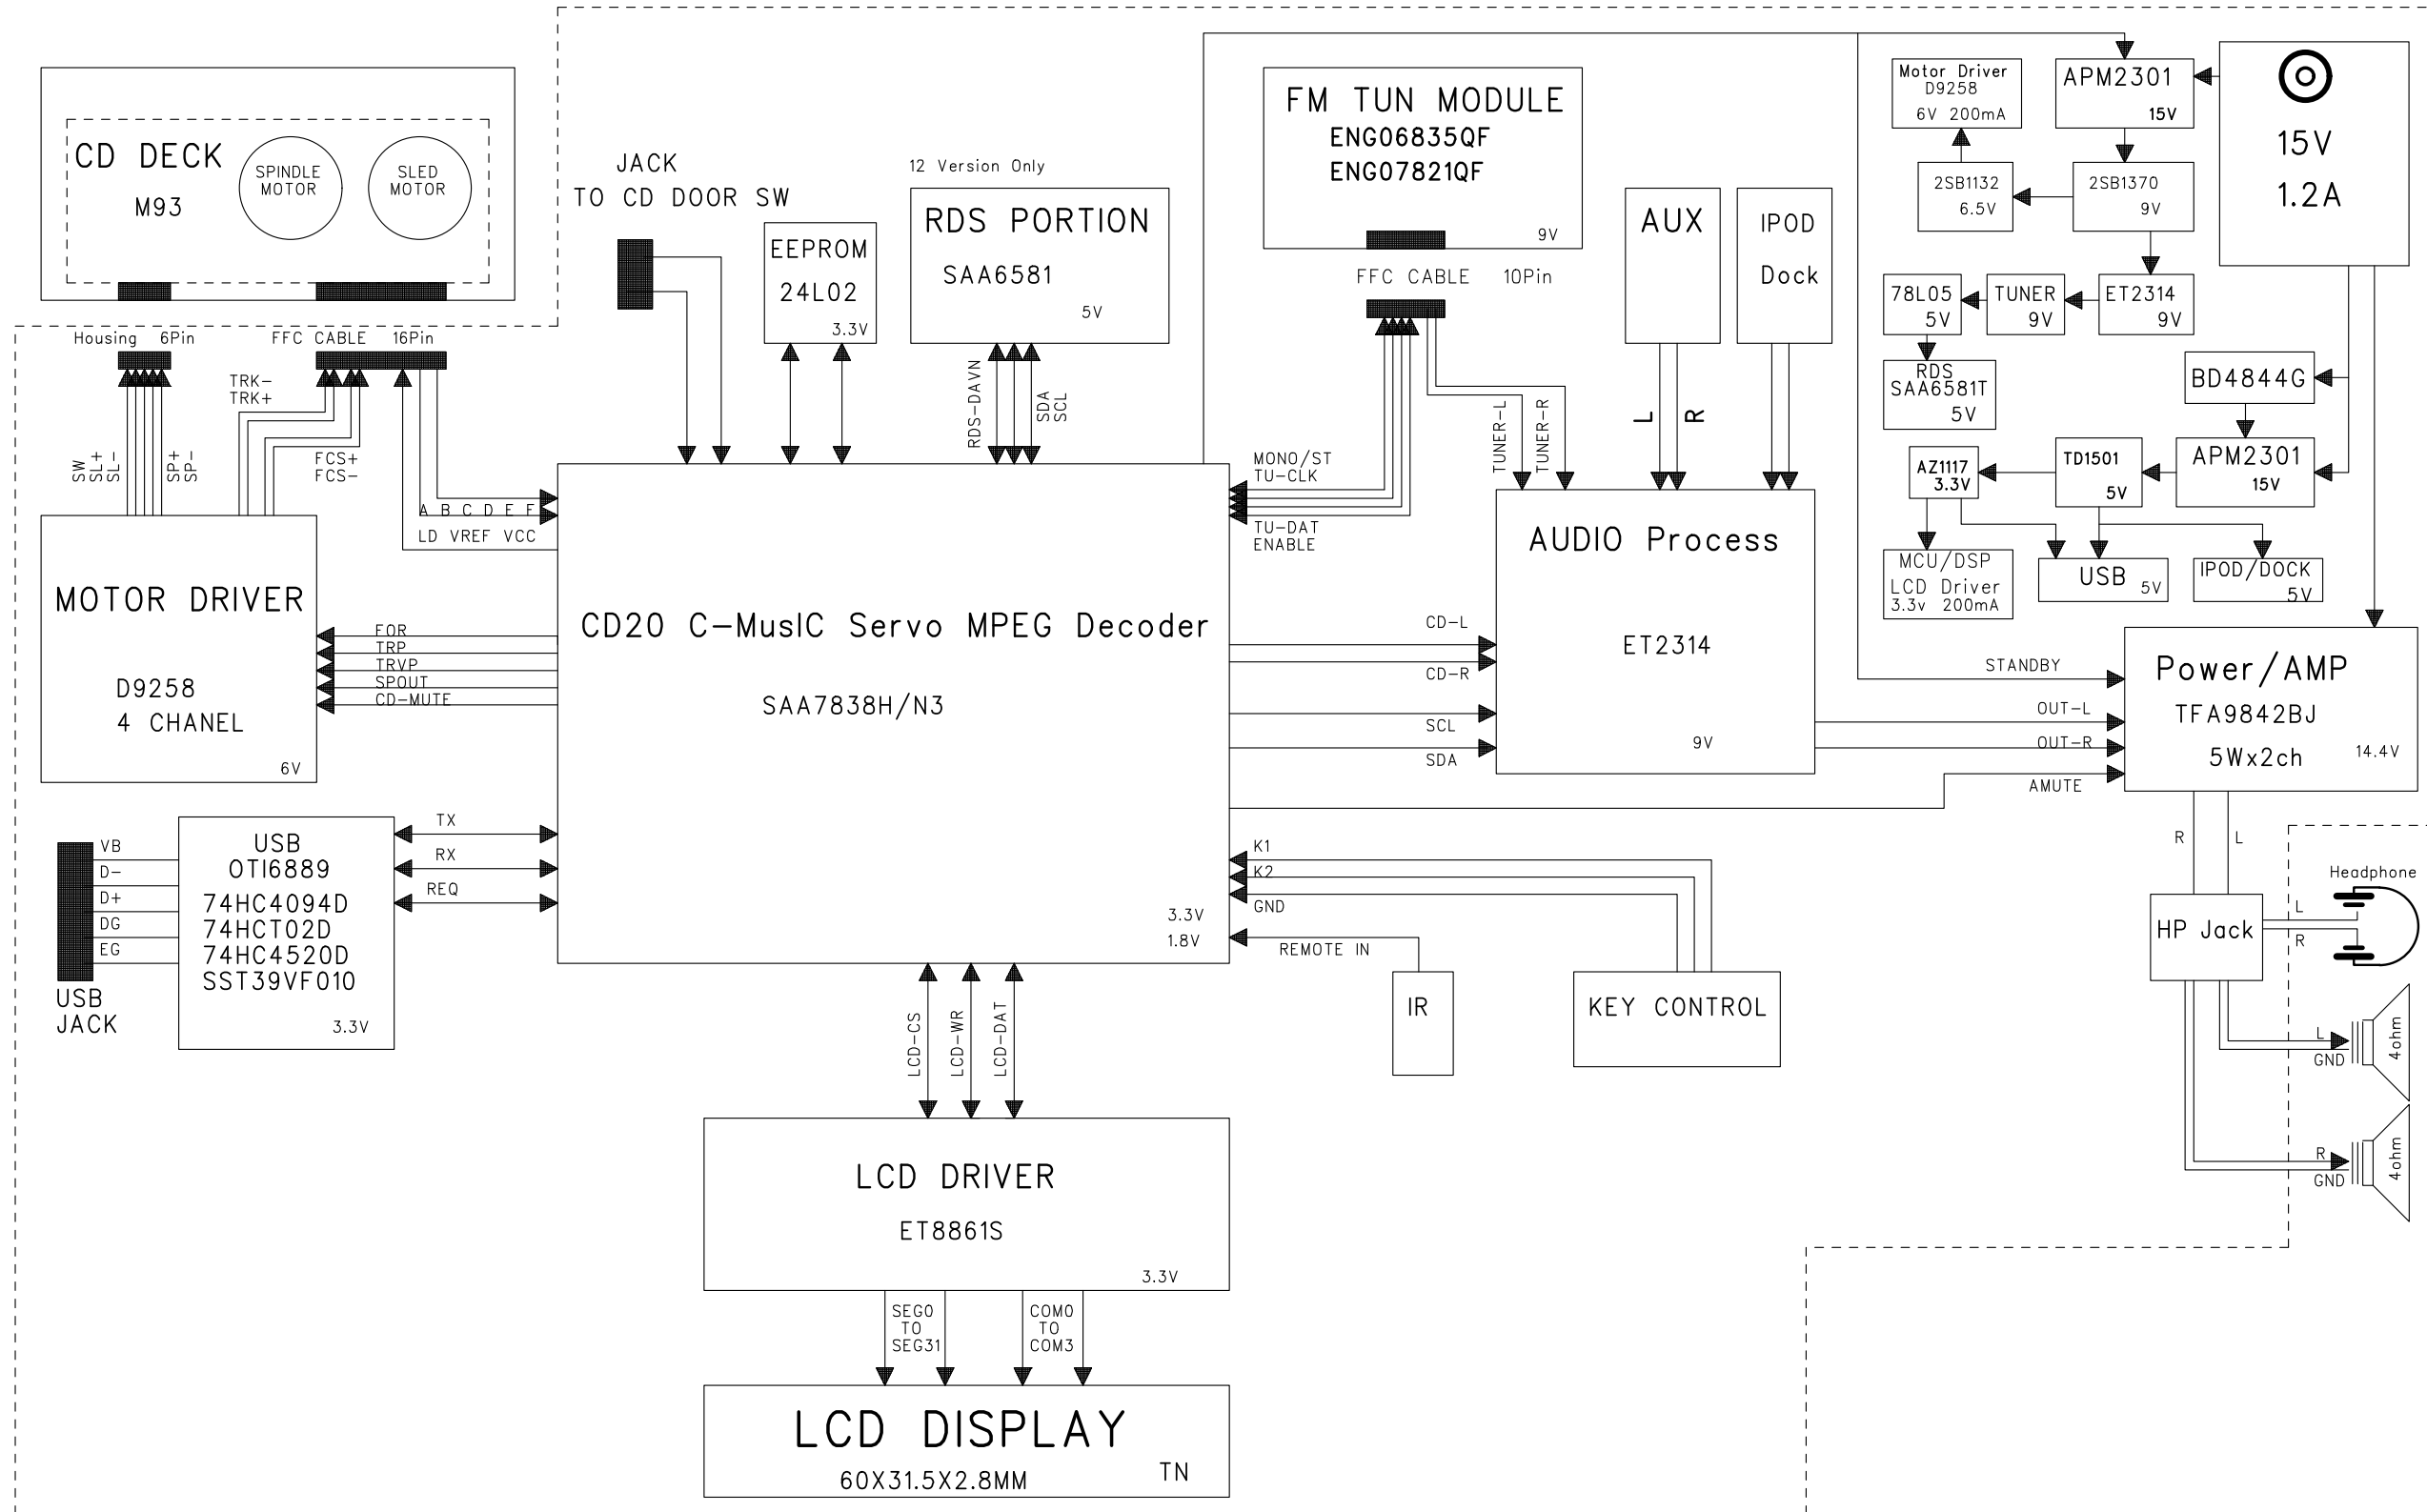 CD DECK
M93
SPINDLE
MOTOR
SLED
MOTOR
Housing 6Pin
FFC CABLE 16Pin
JACK
TO CD DOOR SW
EEPROM
24L02
3.3V
12 Version Only
RDS PORTION
SAA6581
5V
FM TUN MODULE
ENG06835QF
ENG07821QF
9V
FFC CABLE 10Pin
AUX
IPOD
Dock
Motor Driver
D9258
6V 200mA
APM2301
15V
15V
1.2A
2SB1132
6.5V
2SB1370
9V
78L05
5V
TUNER
9V
ET2314
9V
RDS
SAA6581T
5V
BD4844G
AZ1117
3.3V
TD1501
5V
APM2301
15V
MCU/DSP
LCD Driver
3.3v 200mA
USB
5V
IPOD/DOCK
5V
SW
SL+
SL-
SP+
SP-
TRK-
TRK+
FCS+
FCS-
A B C D E F
LD VREF VCC
RDS-DAVN
SDA
SCL
MONO/ST
TU-CLK
TU-DAT
ENABLE
TUNER-L
TUNER-R
L
R
MOTOR DRIVER
D9258
4 CHANEL
6V
FOR
TRP
TRVP
SPOUT
CD-MUTE
CD20 C-MusIC Servo MPEG Decoder
SAA7838H/N3
3.3V
1.8V
CD-L
CD-R
SCL
SDA
AUDIO Process
ET2314
9V
STANDBY
OUT-L
OUT-R
AMUTE
Power/AMP
TFA9842BJ
5Wx2ch
14.4V
VB
D-
D+
DG
EG
USB
JACK
USB
OTI6889
74HC4094D
74HCT02D
74HC4520D
SST39VF010
3.3V
TX
RX
REQ
K1
K2
GND
REMOTE IN
IR
KEY CONTROL
R
L
HP Jack
Headphone
L
R
L
GND
4ohm
R
GND
4ohm
LCD-CS
LCD-WR
LCD-DAT
LCD DRIVER
ET8861S
3.3V
SEG0
TO
SEG31
COM0
TO
COM3
LCD DISPLAY
60X31.5X2.8MM
TN